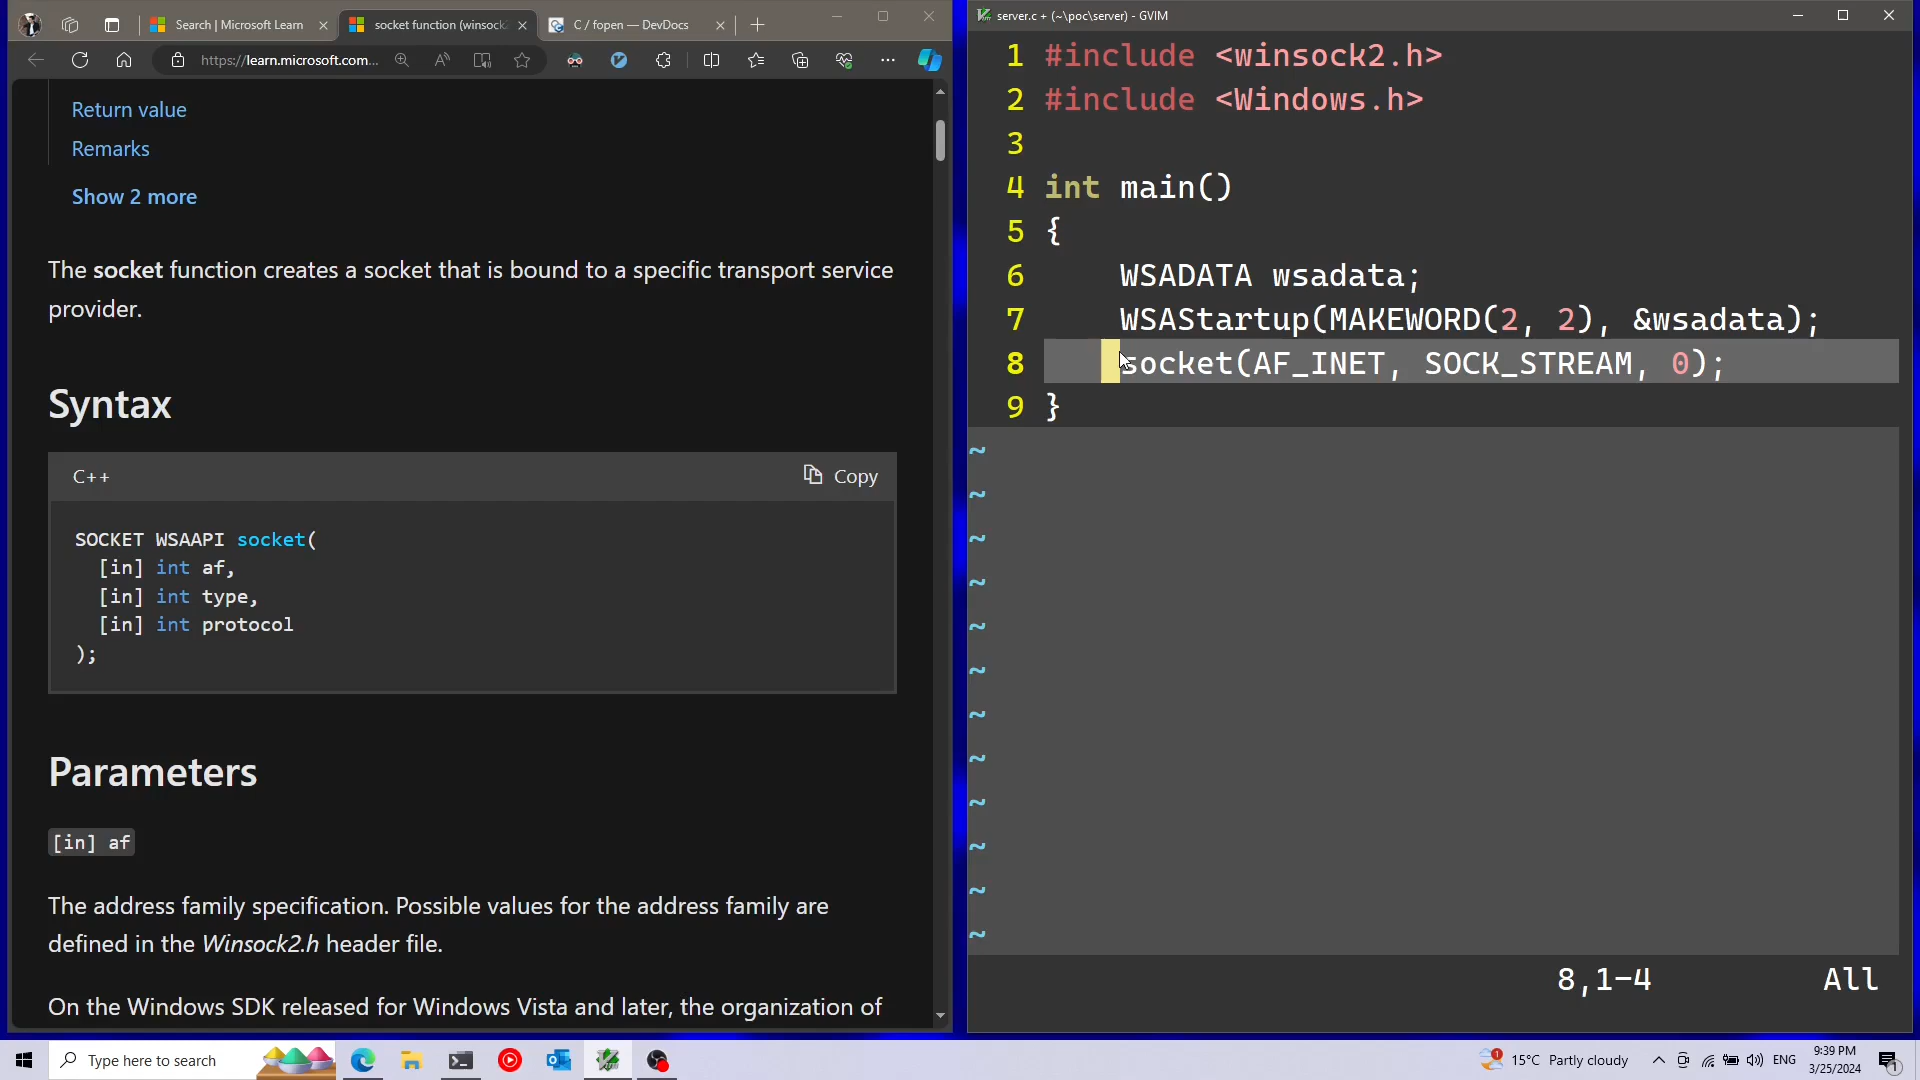 Search | Microsoft Learn
socket function (winsock
C / fopen — DevDocs
https://learn.microsoft.com...
Return value
Remarks
Show 2 more
The socket function creates a socket that is bound to a specific transport service
provider.
Syntax
C++
Copy
SOCKET WSAAPI socket(
[in] int af,
[in] int type,
[in] int protocol
);
Parameters
[in] af
The address family specification. Possible values for the address family are
defined in the Winsock2.h header file.
On the Windows SDK released for Windows Vista and later, the organization of
server.c + (~\poc\server) - GVIM
1 #include <winsock2.h>
2 #include <Windows.h>
3
4 int main()
5 {
6 WSADATA wsadata;
7 WSAStartup(MAKEWORD(2, 2), &wsadata);
8 socket(AF_INET, SOCK_STREAM, 0);
9 }
~
~
~
~
~
~
~
~
~
~
~
~
8,1-4 All
Type here to search
1
15°C Partly cloudy
ENG
9:39 PM
3/25/2024
1